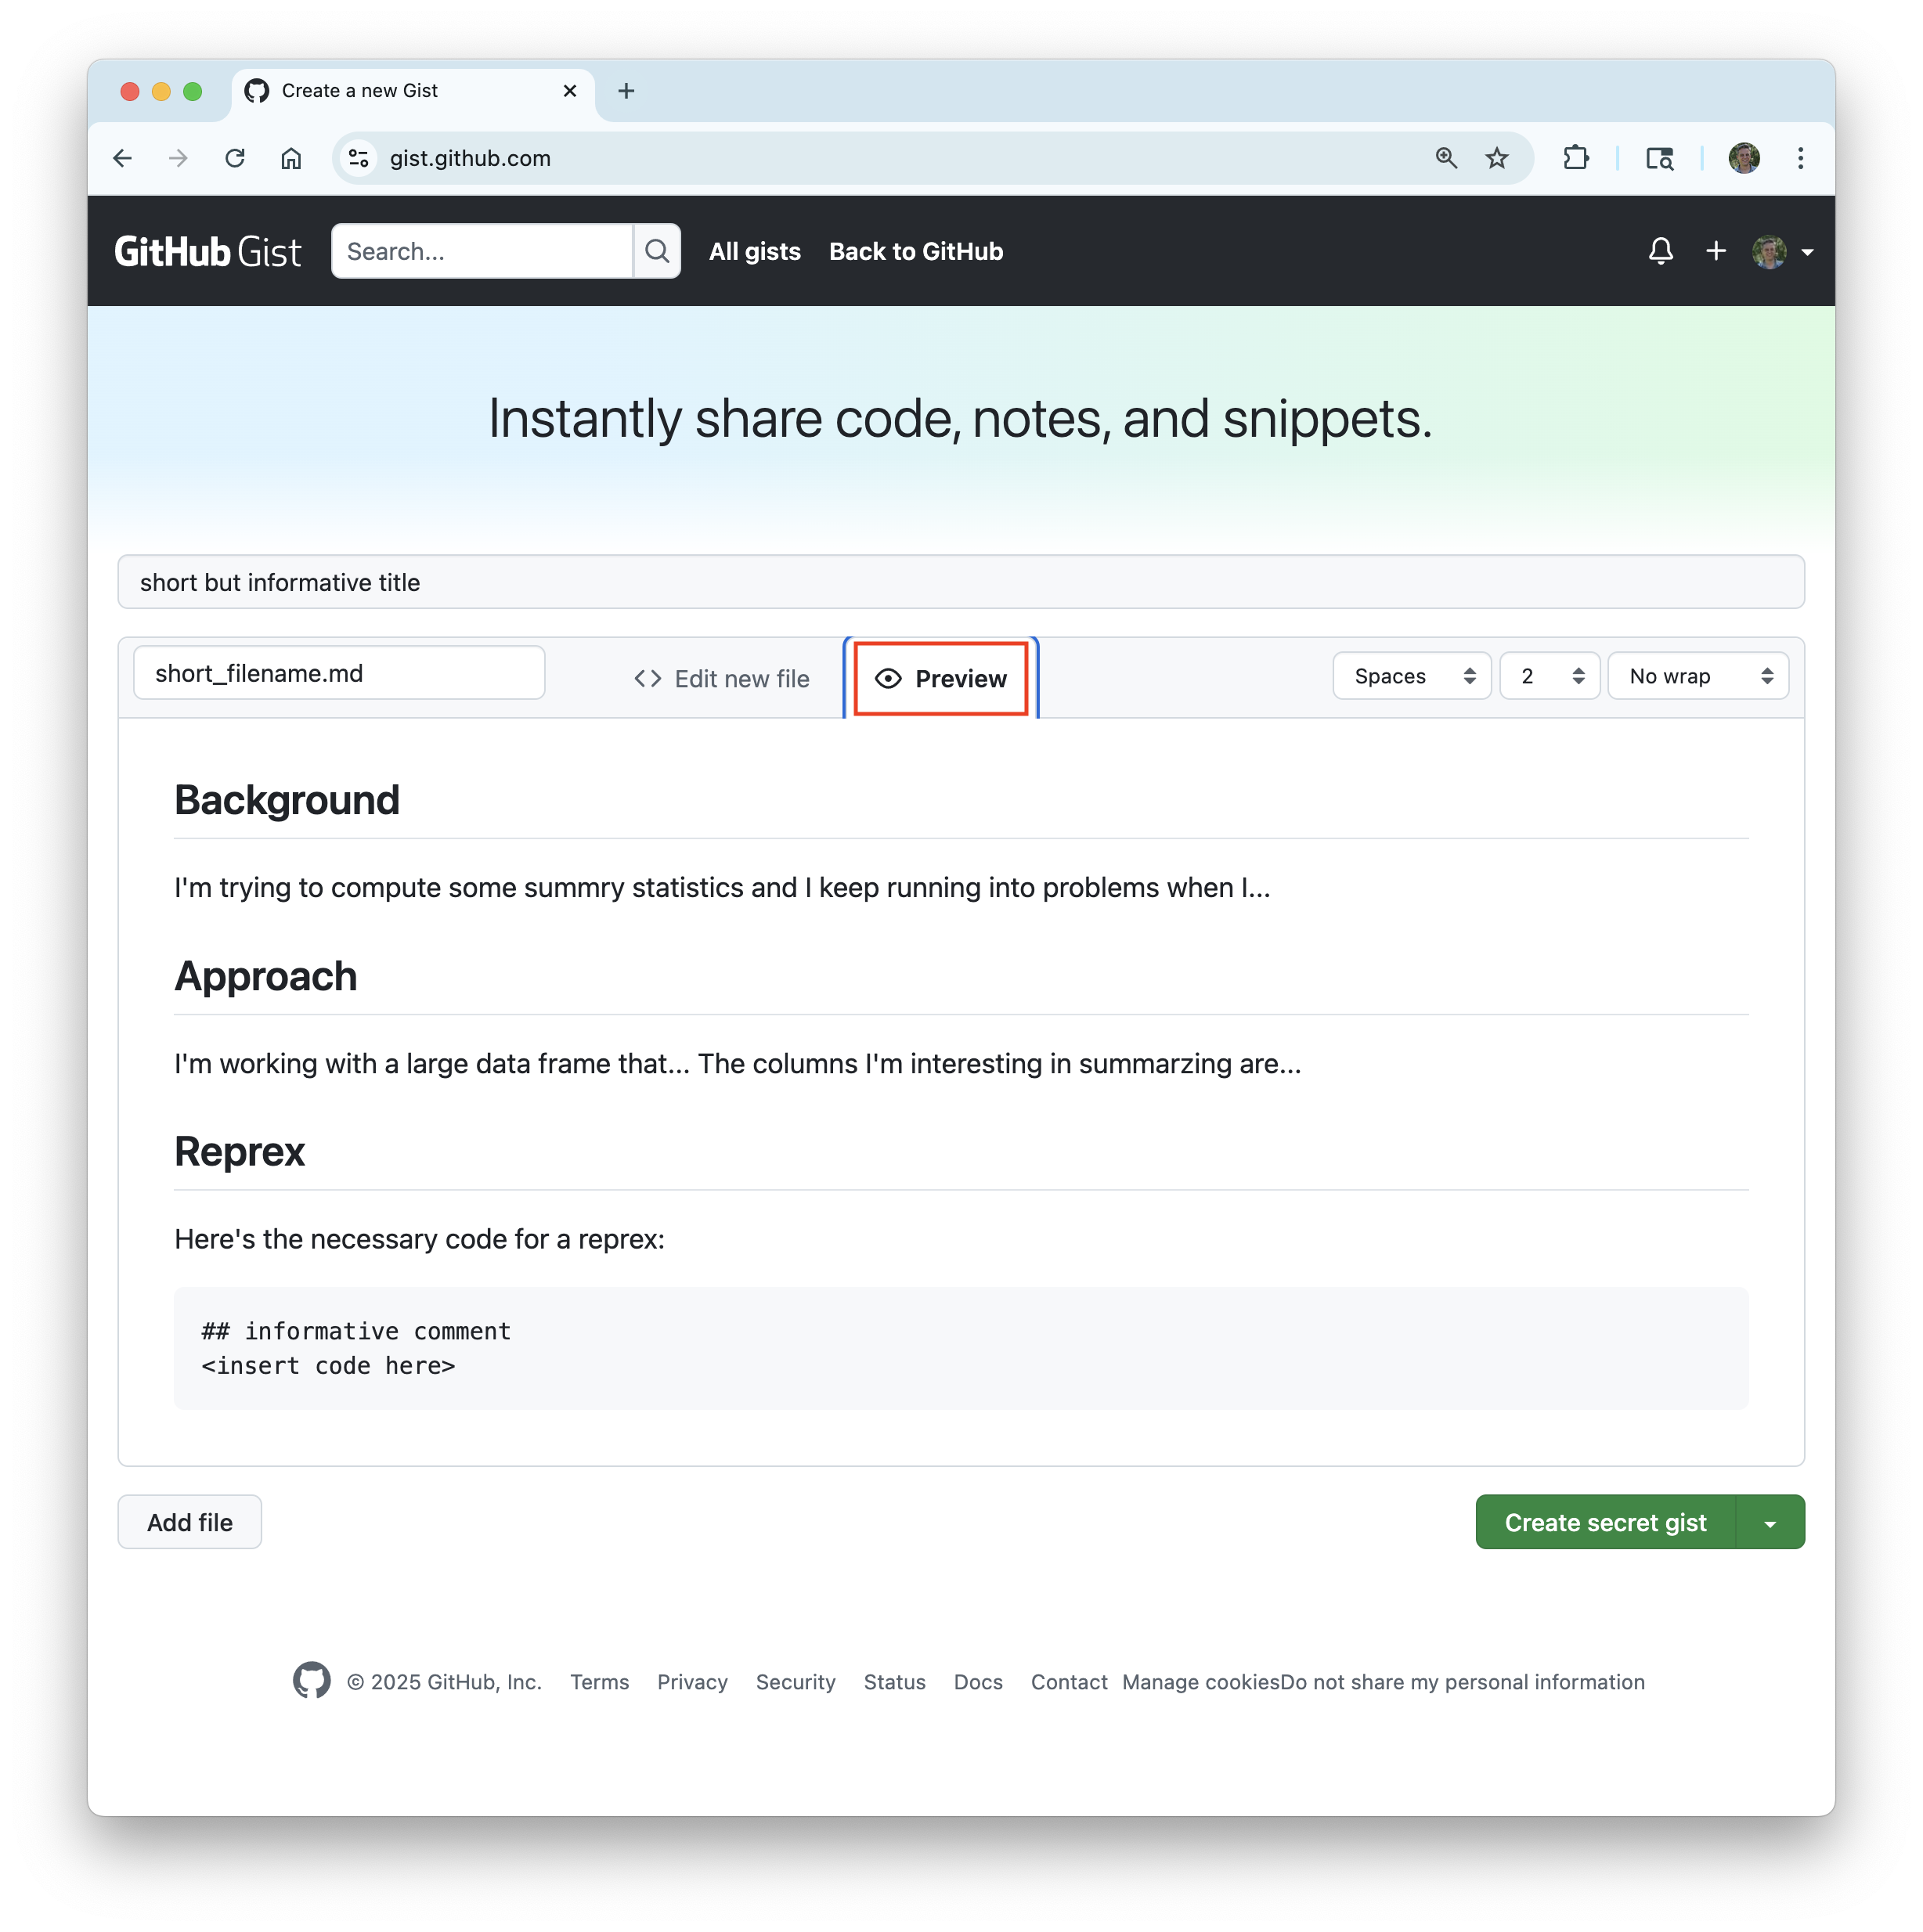 Create a new Gist
gist.github.com
GitHub Gist
Search...
All gists
Back to GitHub
Instantly share code, notes, and snippets.
short but informative title
short_filename.md
Edit new file
Preview
Spaces
2
No wrap
Background
I'm trying to compute some summry statistics and I keep running into problems when I...
Approach
I'm working with a large data frame that... The columns I'm interesting in summarzing are...
Reprex
Here's the necessary code for a reprex:
## informative comment
<insert code here>
Add file
Create secret gist
© 2025 GitHub, Inc. Terms Privacy Security Status Docs Contact Manage cookiesDo not share my personal information